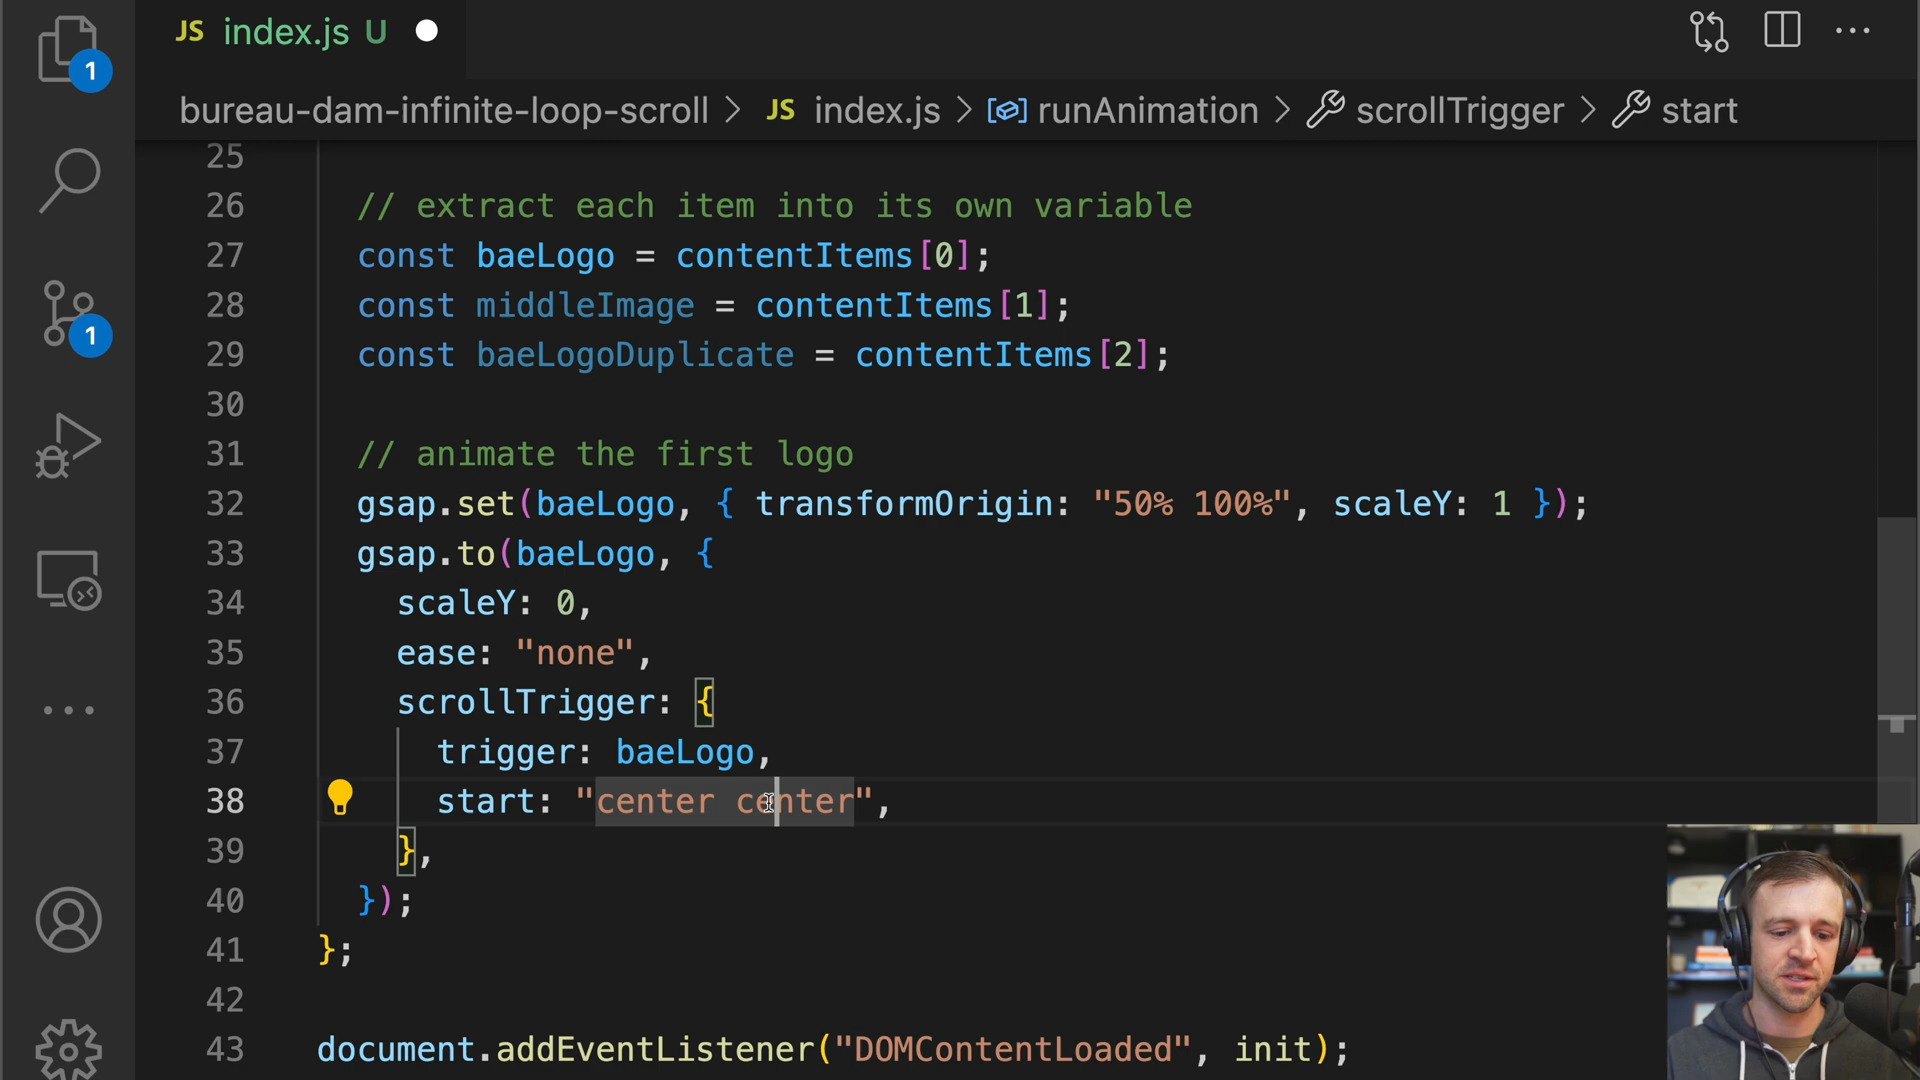 JS index.js U
1
bureau-dam-infinite-loop-scroll > JS index.js > runAnimation > scrollTrigger > start
25
26 // extract each item into its own variable
27 const baeLogo = contentItems[0];
28 const middleImage = contentItems[1];
29 const baeLogoDuplicate = contentItems[2];
30
31 // animate the first logo
32 gsap.set(baeLogo, { transformOrigin: "50% 100%", scaleY: 1 });
33 gsap.to(baeLogo, {
34 scaleY: 0,
35 ease: "none",
36 scrollTrigger: {
37 trigger: baeLogo,
38 start: "center center",
39 },
40 });
41 };
42
43 document.addEventListener("DOMContentLoaded", init);
1